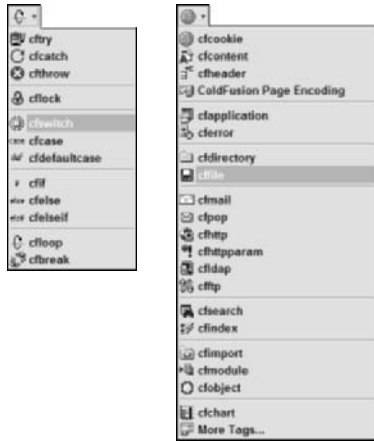 cftry
cfcatch
cfthrow
cflock
cfswitch
cfcase
cfdefaultcase
cfif
cfelse
cfelseif
cfloop
cfbreak
cfcookie
cfcontent
cfheader
ColdFusion Page Encoding
cfapplication
cferror
cfdirectory
cffile
cfmail
cfpop
cfhttp
cfhttpparam
cfldap
cfftp
cfsearch
cfindex
cfimport
cfmodule
cfobject
cfchart
More Tags...